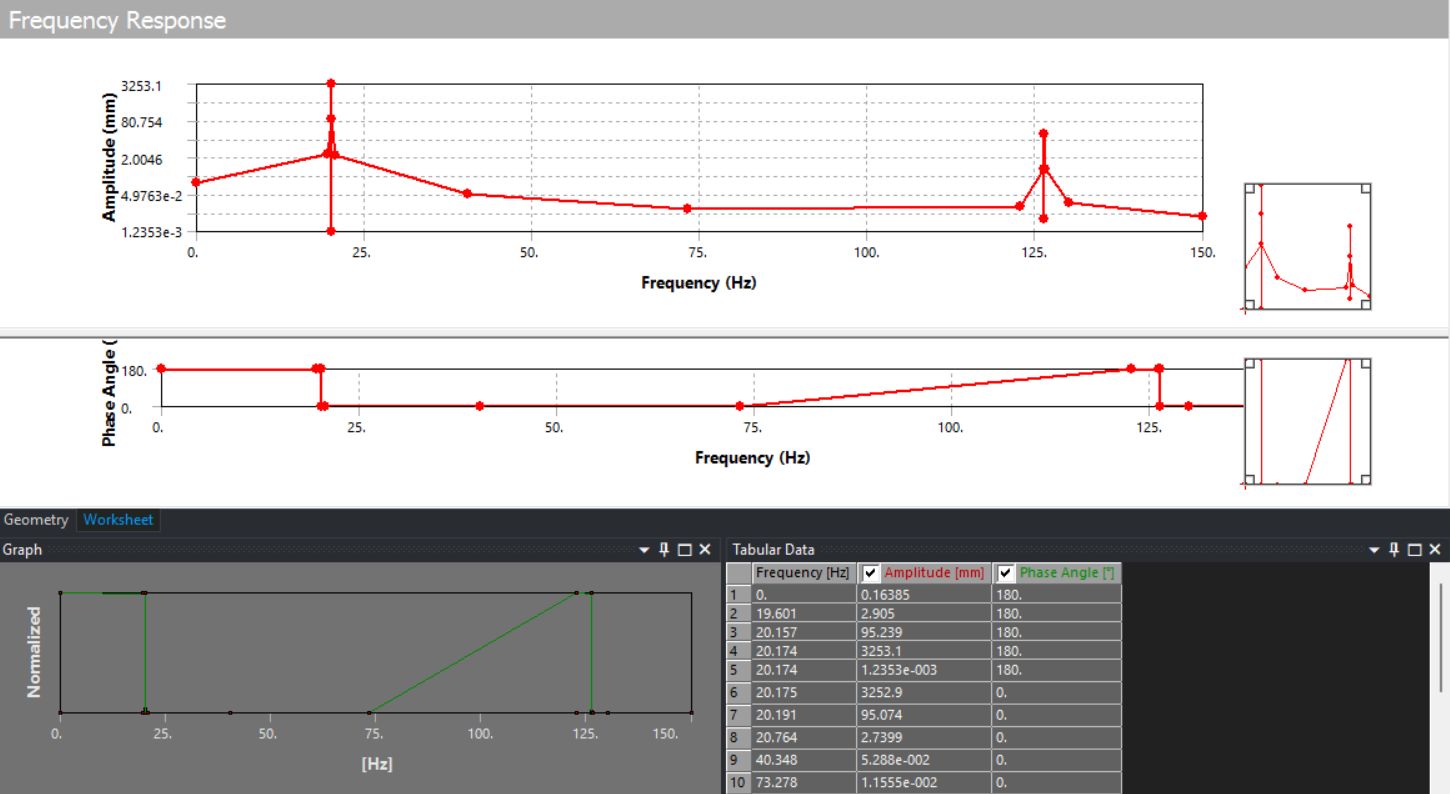 Frequency Response
Amplitude (mm)
3253.1
80.754
2.0046
4.9763e-2
1.2353e-3
0. 25. 50. 75. 100. 125. 150.
Frequency (Hz)
Phase Angle (
180.
0.
0. 25. 50. 75. 100. 125.
Frequency (Hz)
Geometry Worksheet
Graph
Normalized
0. 25. 50. 75. 100. 125. 150.
[Hz]
Tabular Data
Frequency [Hz] Amplitude [mm] Phase Angle [°]
1 0. 0.16385 180.
2 19.601 2.905 180.
3 20.157 95.239 180.
4 20.174 3253.1 180.
5 20.174 1.2353e-003 180.
6 20.175 3252.9 0.
7 20.191 95.074 0.
8 20.764 2.7399 0.
9 40.348 5.288e-002 0.
10 73.278 1.1555e-002 0.